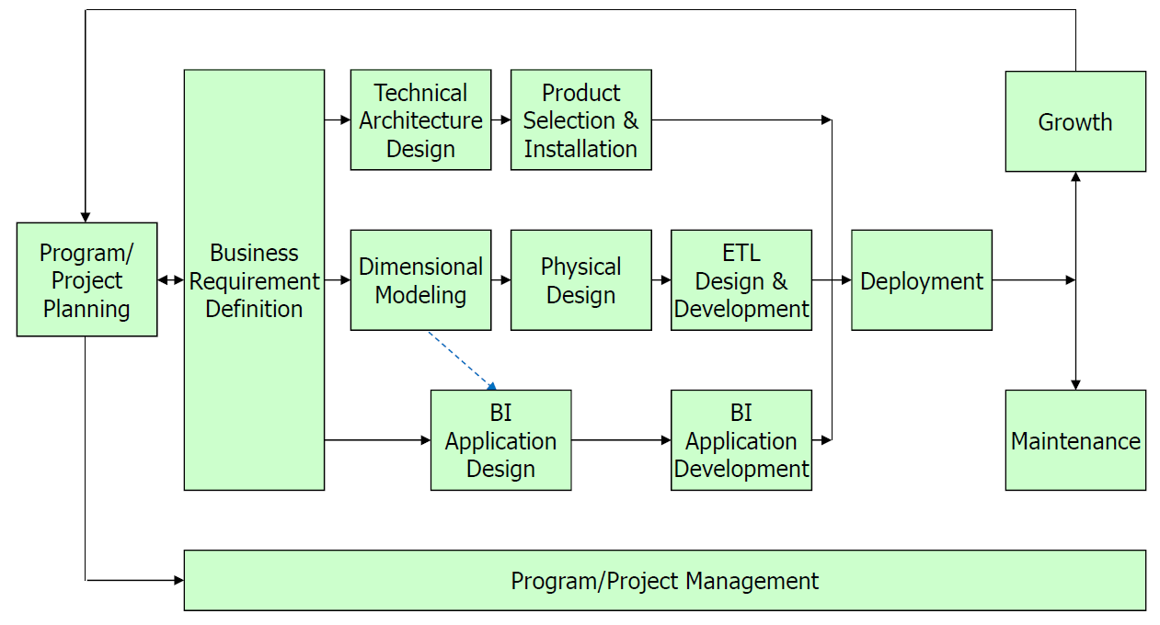 Program/
Project
Planning
Business
Requirement
Definition
Technical
Architecture
Design
Product
Selection &
Installation
Dimensional
Modeling
Physical
Design
ETL
Design &
Development
BI
Application
Design
BI
Application
Development
Deployment
Growth
Maintenance
Program/Project Management